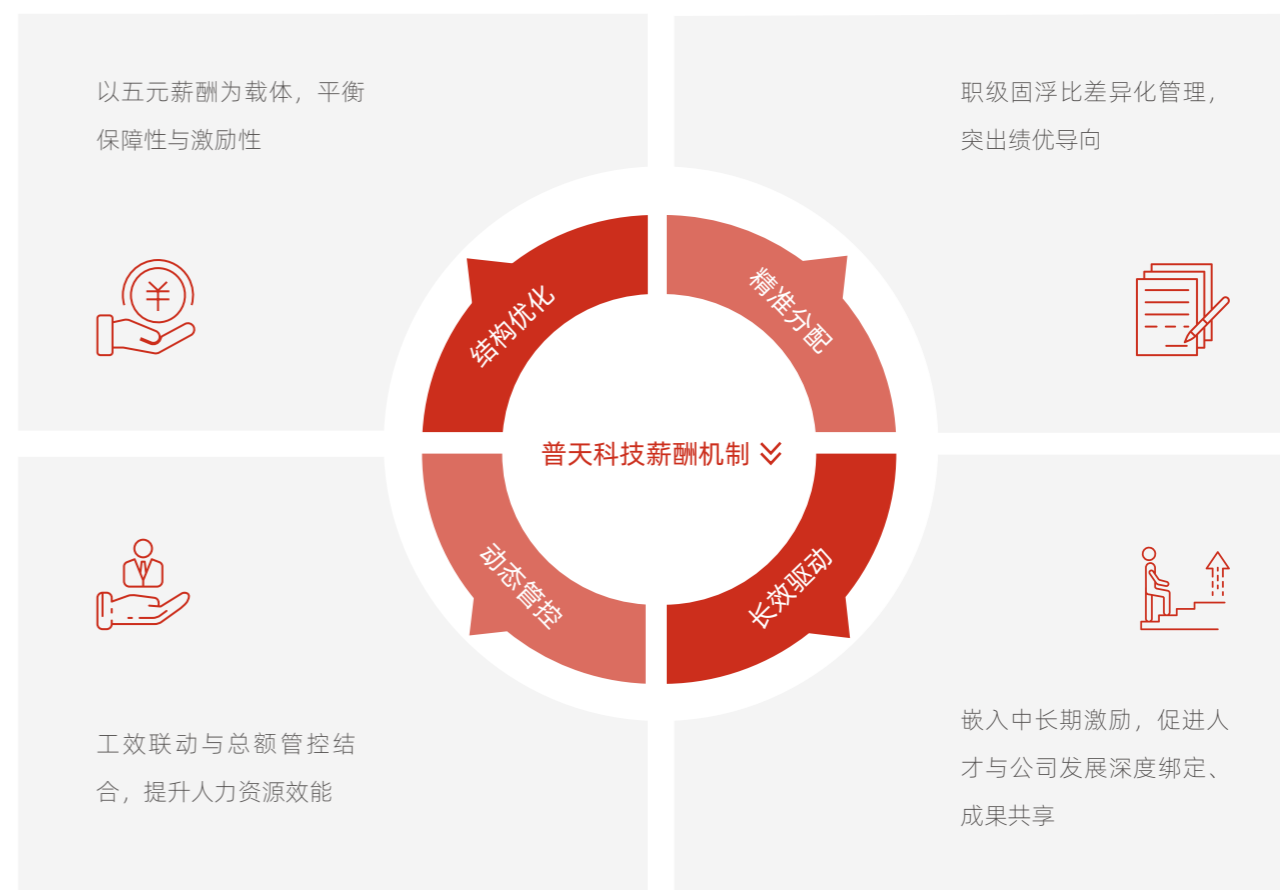 以五元薪酬为载体，平衡
保障性与激励性
职级固浮比差异化管理，
突出绩优导向
结构优化
精准分配
普天科技薪酬机制
动态管控
长效驱动
工效联动与总额管控结
合，提升人力资源效能
嵌入中长期激励，促进人
才与公司发展深度绑定、
成果共享